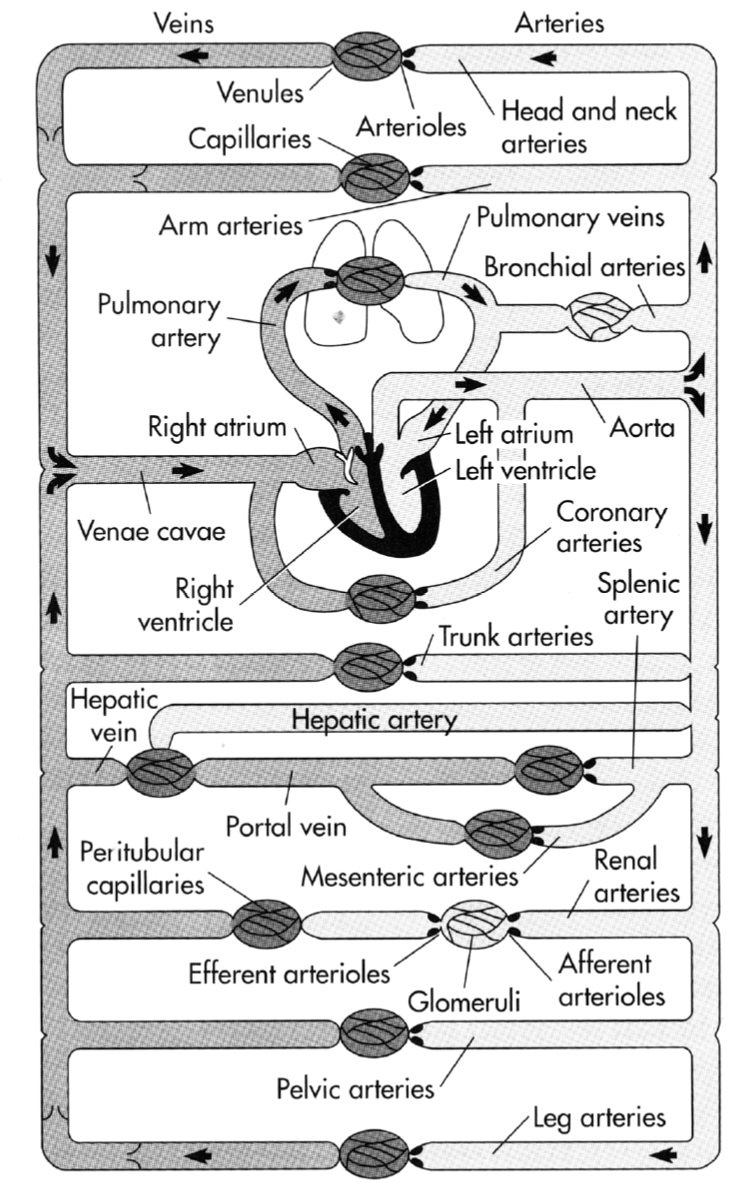 Veins
Arteries
Venules
Arterioles
Head and neck
arteries
Capillaries
Arm arteries
Pulmonary veins
Bronchial arteries
Pulmonary
artery
Right atrium
Left atrium
Aorta
Left ventricle
Venae cavae
Coronary
arteries
Right
ventricle
Splenic
artery
Trunk arteries
Hepatic
vein
Hepatic artery
Portal vein
Peritubular
capillaries
Mesenteric arteries
Renal
arteries
Efferent arterioles
Glomeruli
Afferent
arterioles
Pelvic arteries
Leg arteries